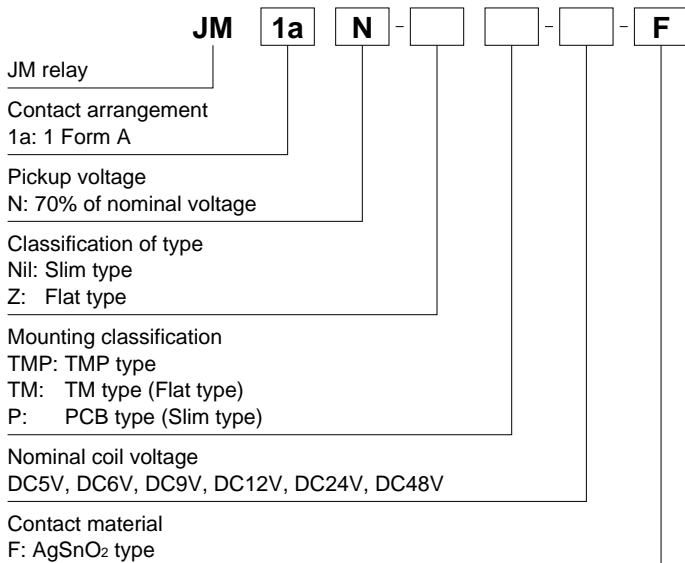 JM 1a N - - - F
JM relay
Contact arrangement
1a: 1 Form A
Pickup voltage
N: 70% of nominal voltage
Classification of type
Nil: Slim type
Z: Flat type
Mounting classification
TMP: TMP type
TM: TM type (Flat type)
P: PCB type (Slim type)
Nominal coil voltage
DC5V, DC6V, DC9V, DC12V, DC24V, DC48V
Contact material
F: AgSnO₂ type